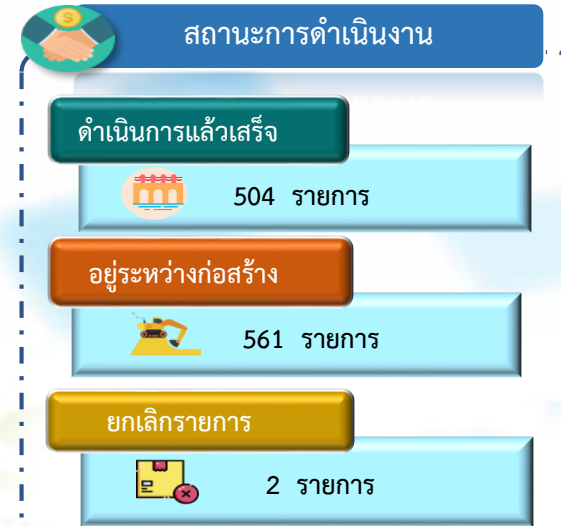 สถานะการดำเนินงาน
ดำเนินการแล้วเสร็จ
504 รายการ
อยู่ระหว่างก่อสร้าง
561 รายการ
ยกเลิกรายการ
2 รายการ